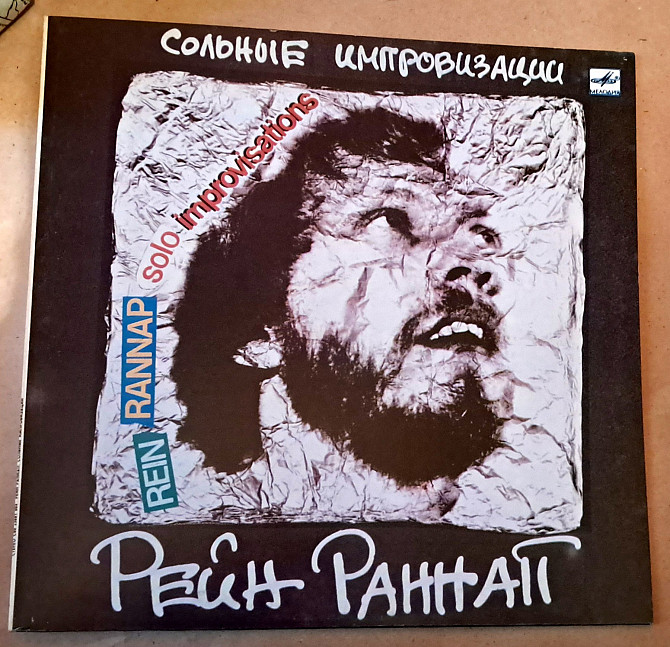 СОЛЬНЫЕ ИМПРОВИЗАЦИИ
МЕЛОДИЯ
REIN RANNAP solo improvisations
РЕЙН РАННАП